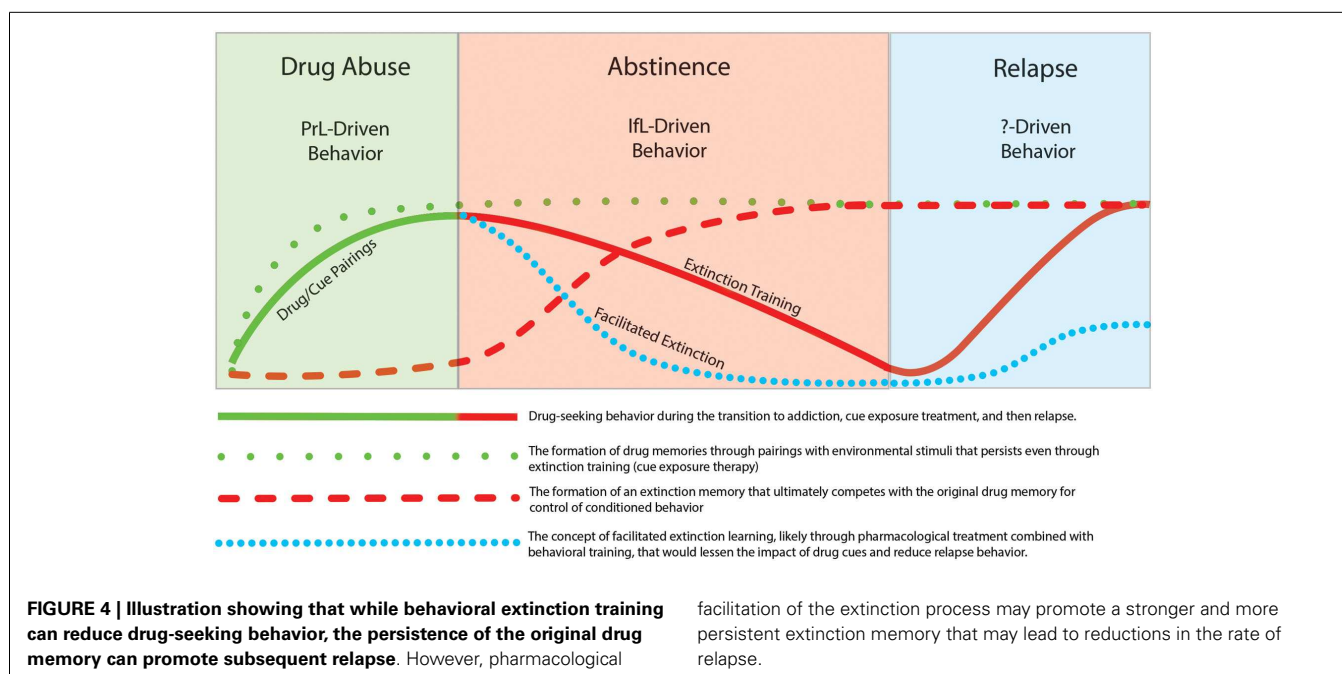 Drug Abuse
PrL-Driven
Behavior
Abstinence
IfL-Driven
Behavior
Relapse
?-Driven
Behavior
Drug/Cue Pairings
Extinction Training
Facilitated Extinction
Drug-seeking behavior during the transition to addiction, cue exposure treatment, and then relapse.
The formation of drug memories through pairings with environmental stimuli that persists even through
extinction training (cue exposure therapy)
The formation of an extinction memory that ultimately competes with the original drug memory for
control of conditioned behavior
The concept of facilitated extinction learning, likely through pharmacological treatment combined with
behavioral training, that would lessen the impact of drug cues and reduce relapse behavior.
FIGURE 4 | Illustration showing that while behavioral extinction training
can reduce drug-seeking behavior, the persistence of the original drug
memory can promote subsequent relapse. However, pharmacological
facilitation of the extinction process may promote a stronger and more
persistent extinction memory that may lead to reductions in the rate of
relapse.